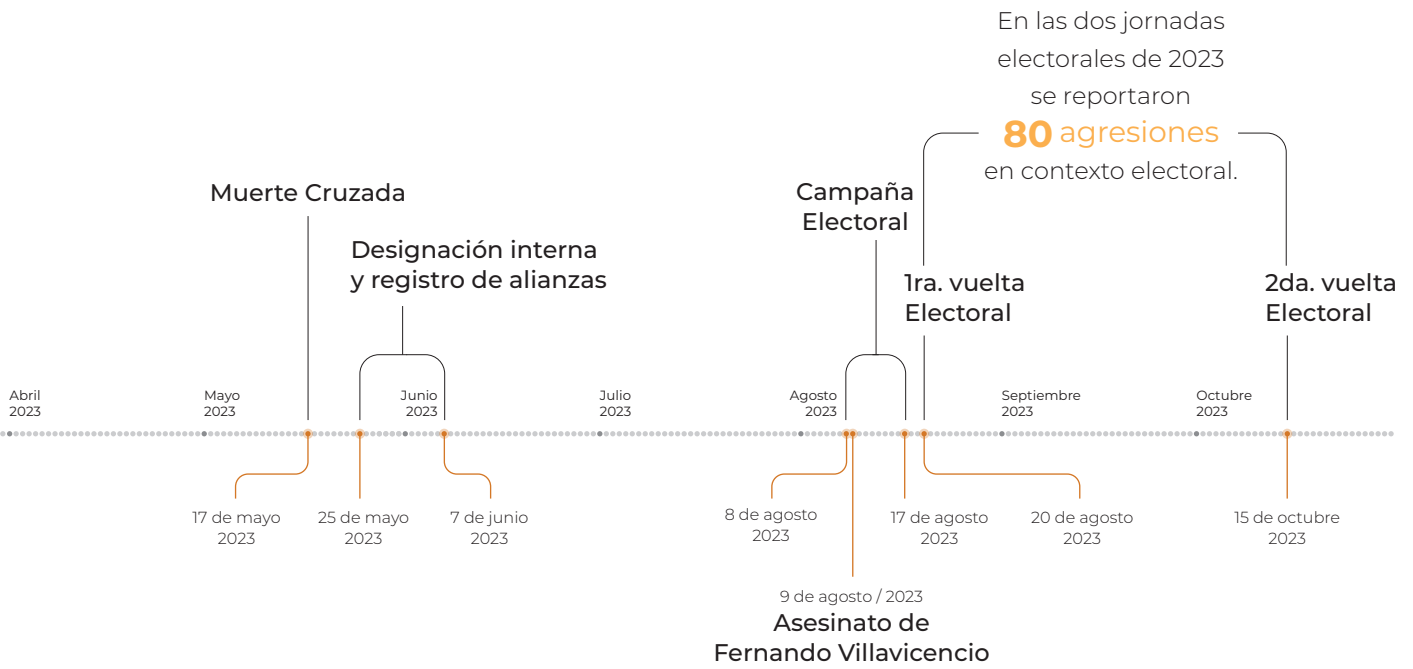 En las dos jornadas
electorales de 2023
se reportaron
80 agresiones
en contexto electoral.
Muerte Cruzada
Campaña
Electoral
Designación interna
y registro de alianzas
1ra. vuelta
Electoral
2da. vuelta
Electoral
Abril
2023
Mayo
2023
Junio
2023
Julio
2023
Agosto
2023
Septiembre
2023
Octubre
2023
17 de mayo
2023
25 de mayo
2023
7 de junio
2023
8 de agosto
2023
17 de agosto
2023
20 de agosto
2023
15 de octubre
2023
9 de agosto / 2023
Asesinato de
Fernando Villavicencio